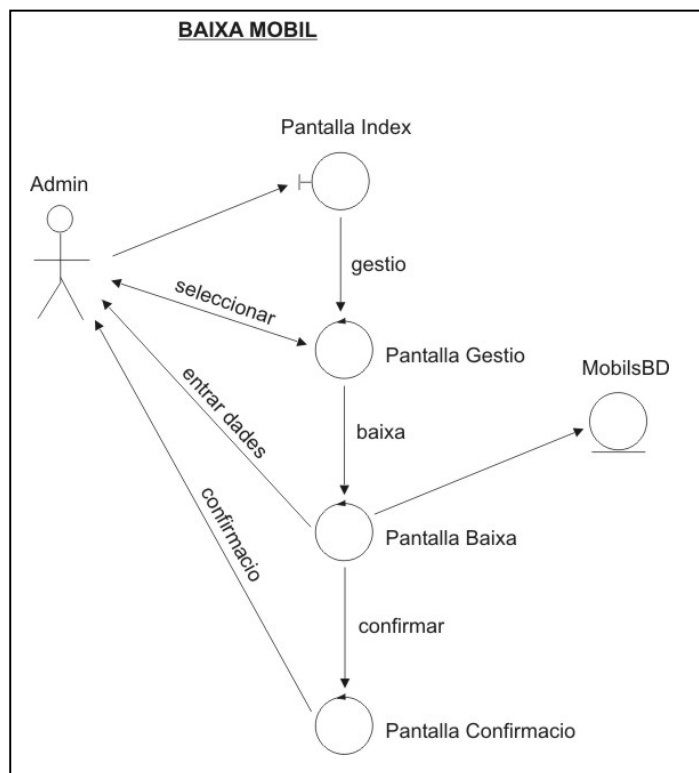 BAIXA MOBIL
Pantalla Index
Admin
gestio
seleccionar
Pantalla Gestio
MobilsBD
entrar dades
baixa
confirmacio
Pantalla Baixa
confirmar
Pantalla Confirmacio